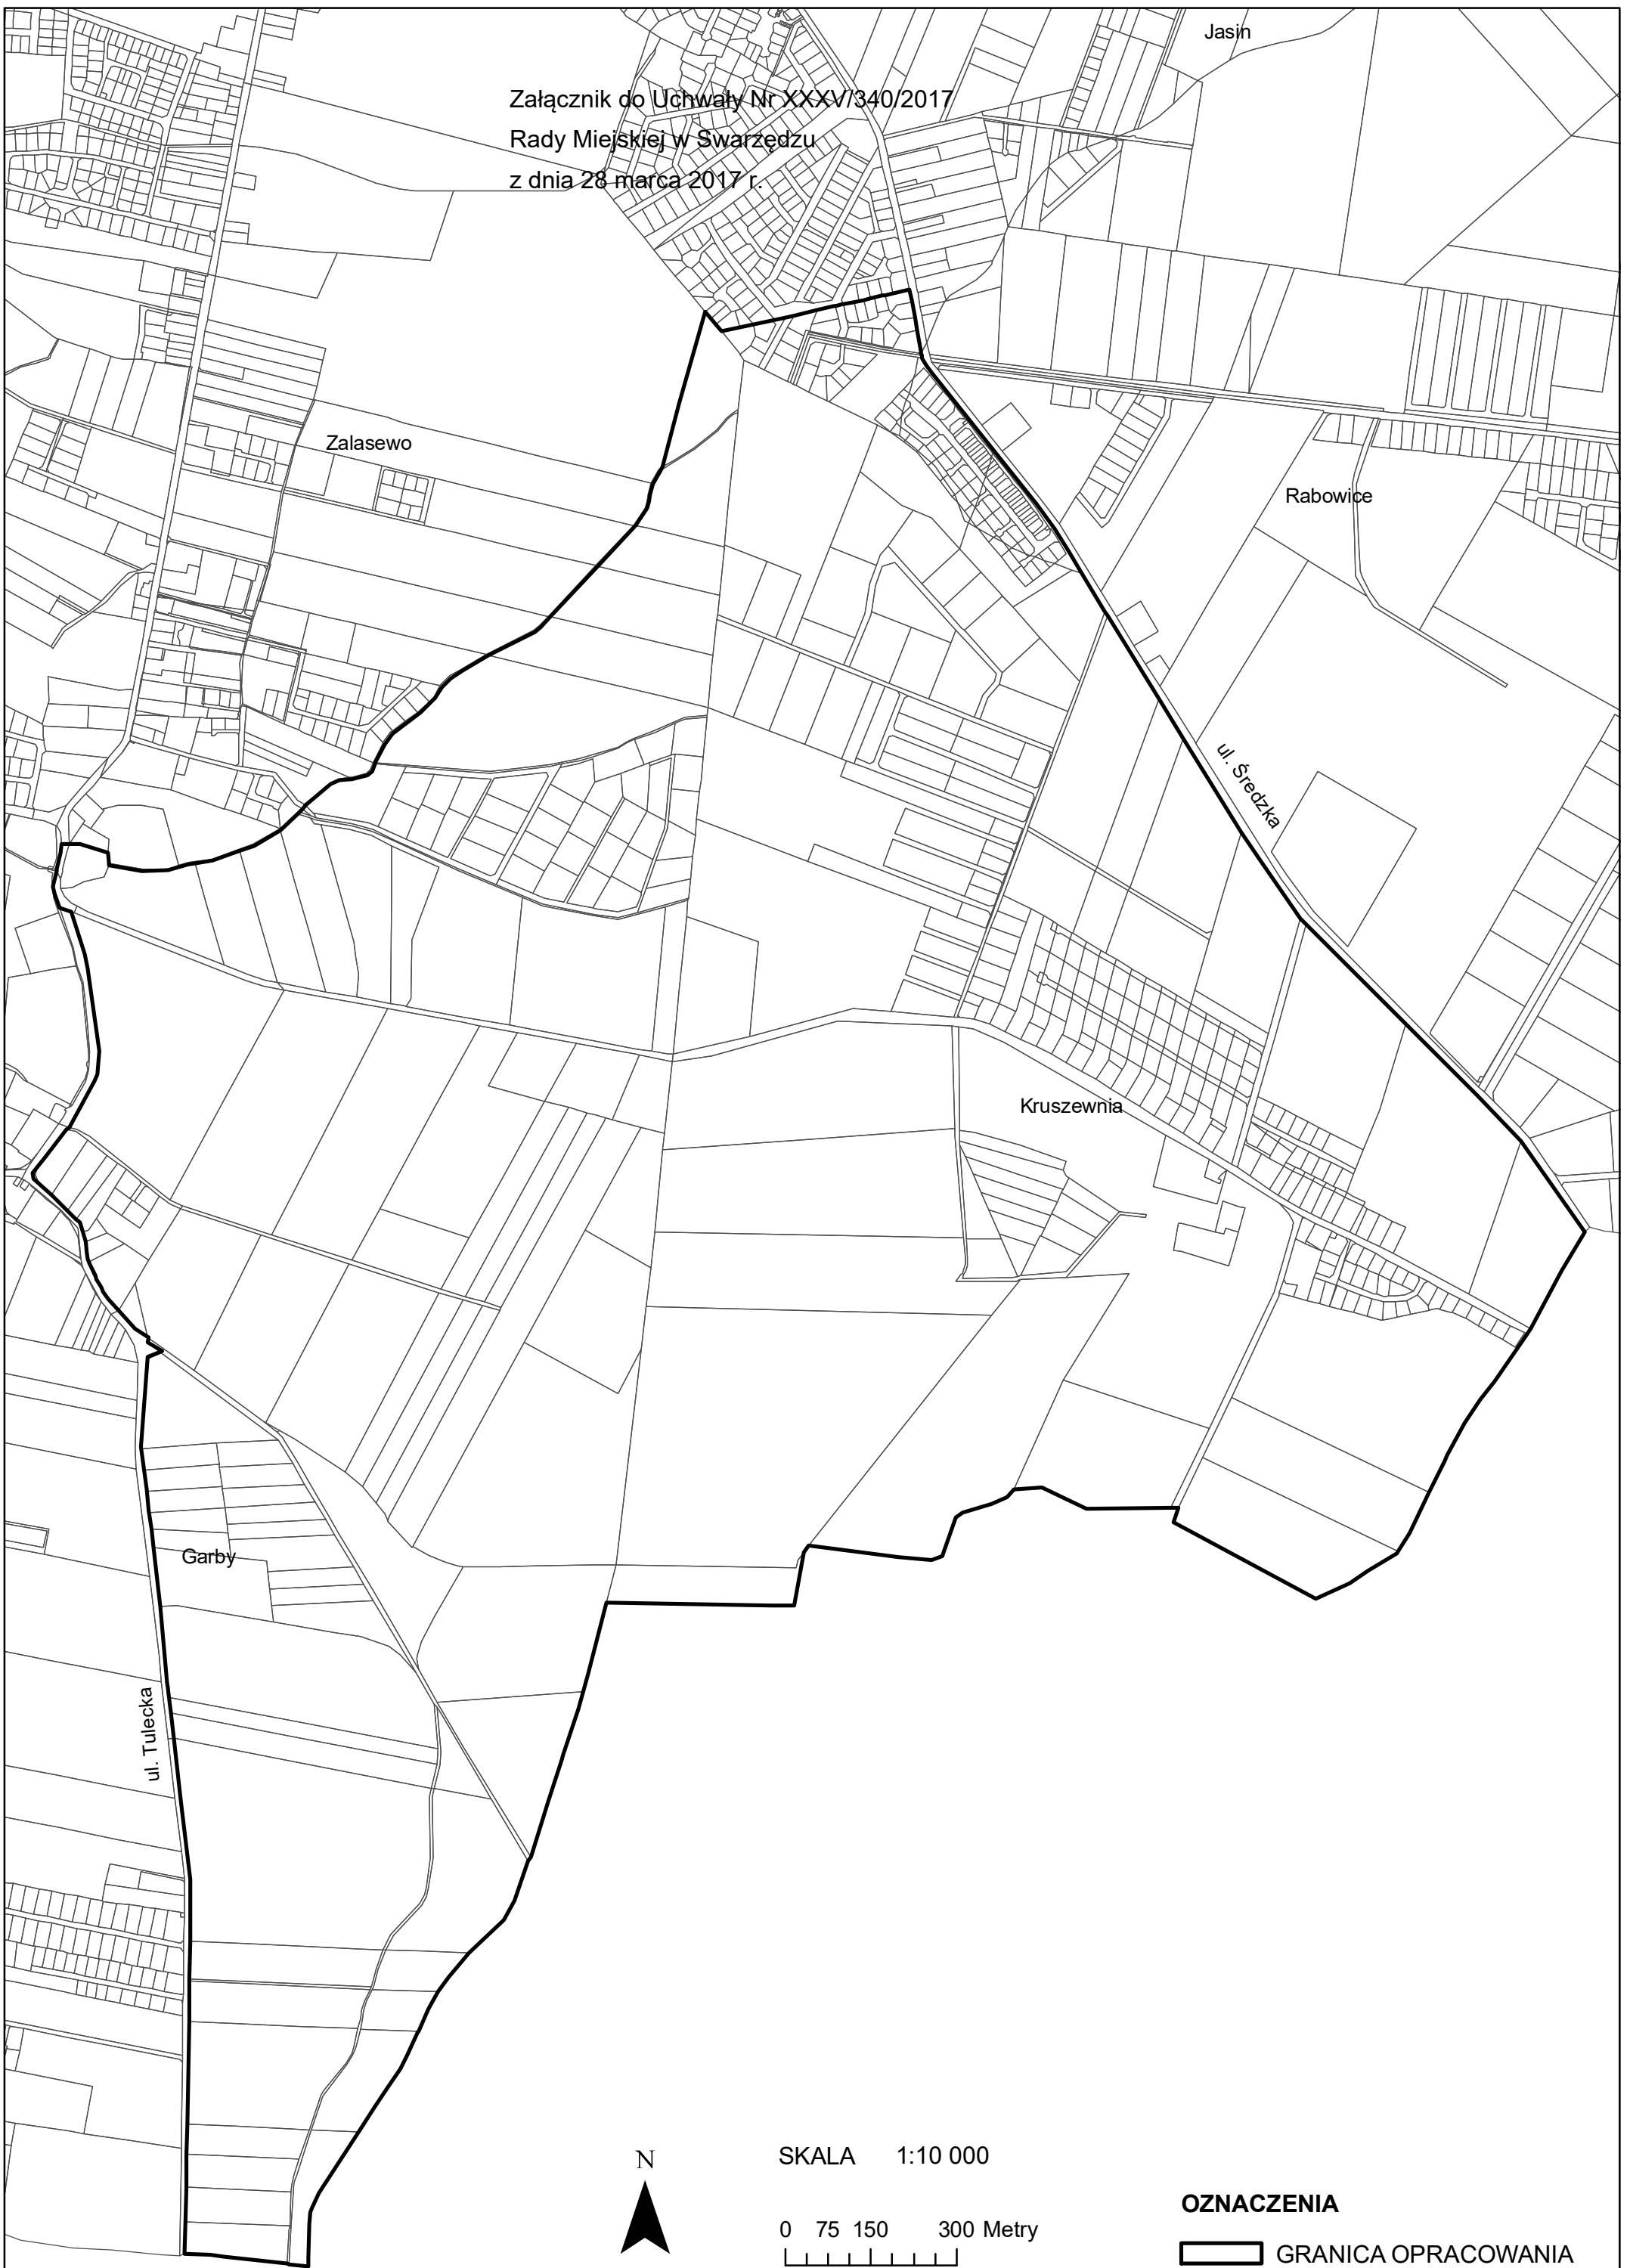 Jasin
Załącznik do Uchwały Nr XXXV/340/2017
Rady Miejskiej w Swarzędzu
z dnia 28 marca 2017 r.
Zalasewo
Rabowice
ul. Średzka
Kruszewnia
Garby
ul. Tulecka
N
SKALA 1:10 000
0 75 150 300 Metry
OZNACZENIA
GRANICA OPRACOWANIA